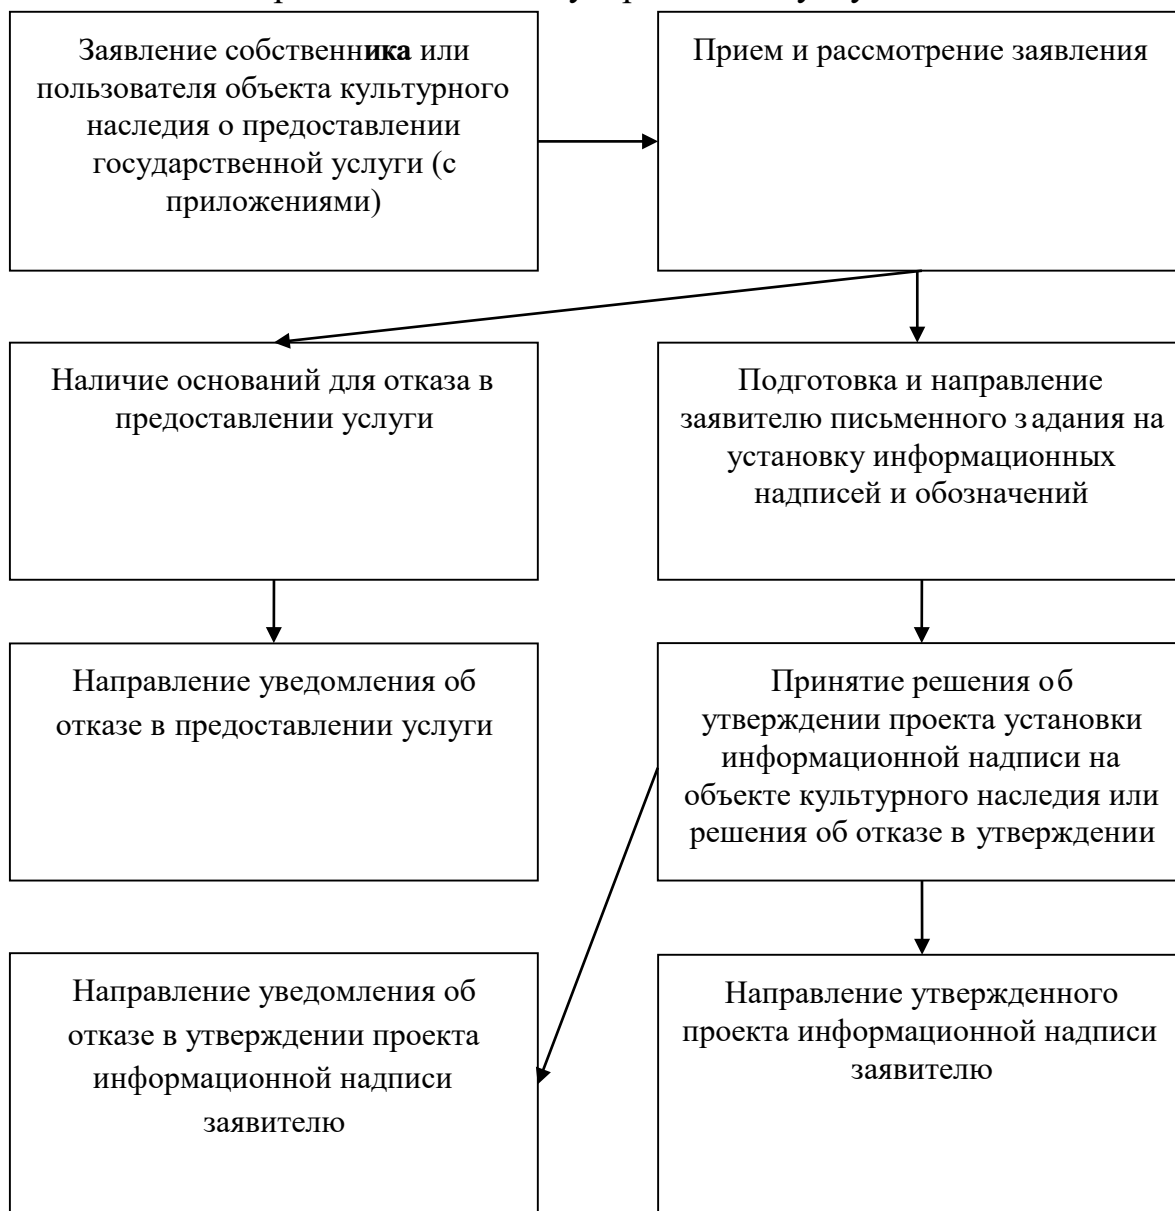 Заявление собственника или
пользователя объекта культурного
наследия о предоставлении
государственной услуги (с
приложениями)
Прием и рассмотрение заявления
Наличие оснований для отказа в
предоставлении услуги
Подготовка и направление
заявителю письменного задания на
установку информационных
надписей и обозначений
Направление уведомления об
отказе в предоставлении услуги
Принятие решения об
утверждении проекта установки
информационной надписи на
объекте культурного наследия или
решения об отказе в утверждении
Направление уведомления об
отказе в утверждении проекта
информационной надписи
заявителю
Направление утвержденного
проекта информационной надписи
заявителю